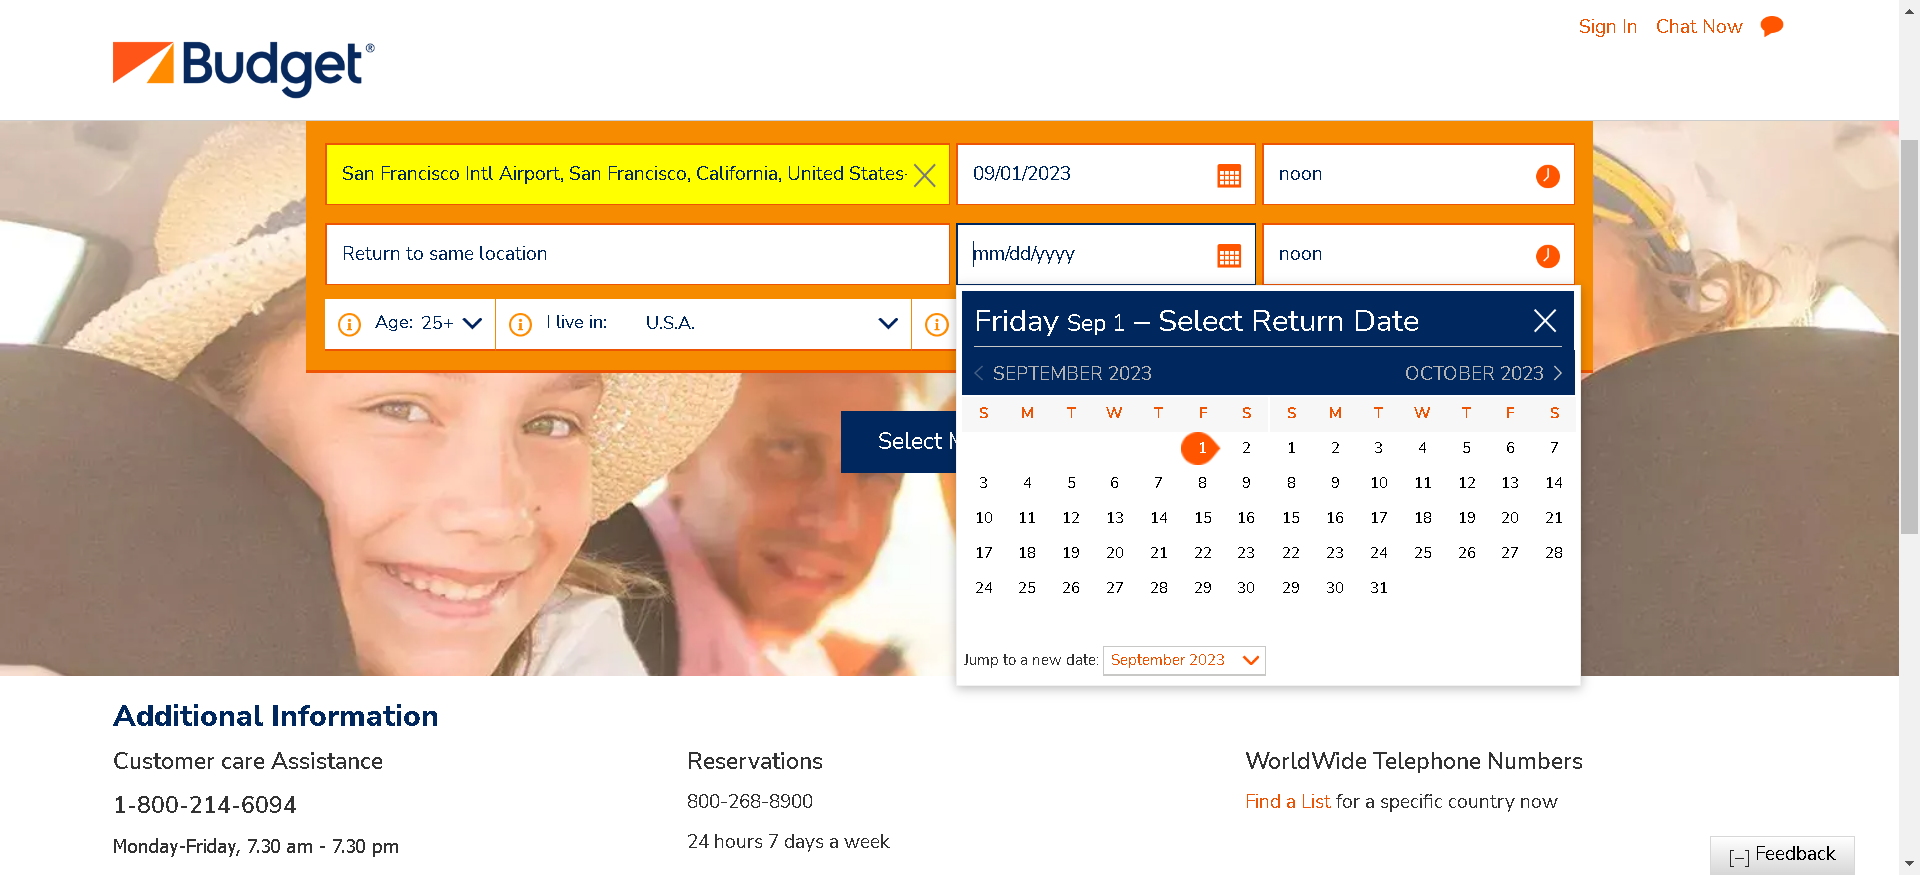 Sign In Chat Now
Budget®
San Francisco Intl Airport, San Francisco, California, United States- 09/01/2023 noon
Return to same location mm/dd/yyyy noon
Age: 25+ I live in: U.S.A.
Friday Sep 1 – Select Return Date
SEPTEMBER 2023 OCTOBER 2023
S M T W T F S S M T W T F S
1 2 1 2 3 4 5 6 7
3 4 5 6 7 8 9 8 9 10 11 12 13 14
10 11 12 13 14 15 16 15 16 17 18 19 20 21
17 18 19 20 21 22 23 22 23 24 25 26 27 28
24 25 26 27 28 29 30 29 30 31
Select
Jump to a new date: September 2023
Additional Information
Customer care Assistance Reservations WorldWide Telephone Numbers
1-800-214-6094 800-268-8900 Find a List for a specific country now
Monday-Friday, 7.30 am - 7.30 pm 24 hours 7 days a week
[–] Feedback